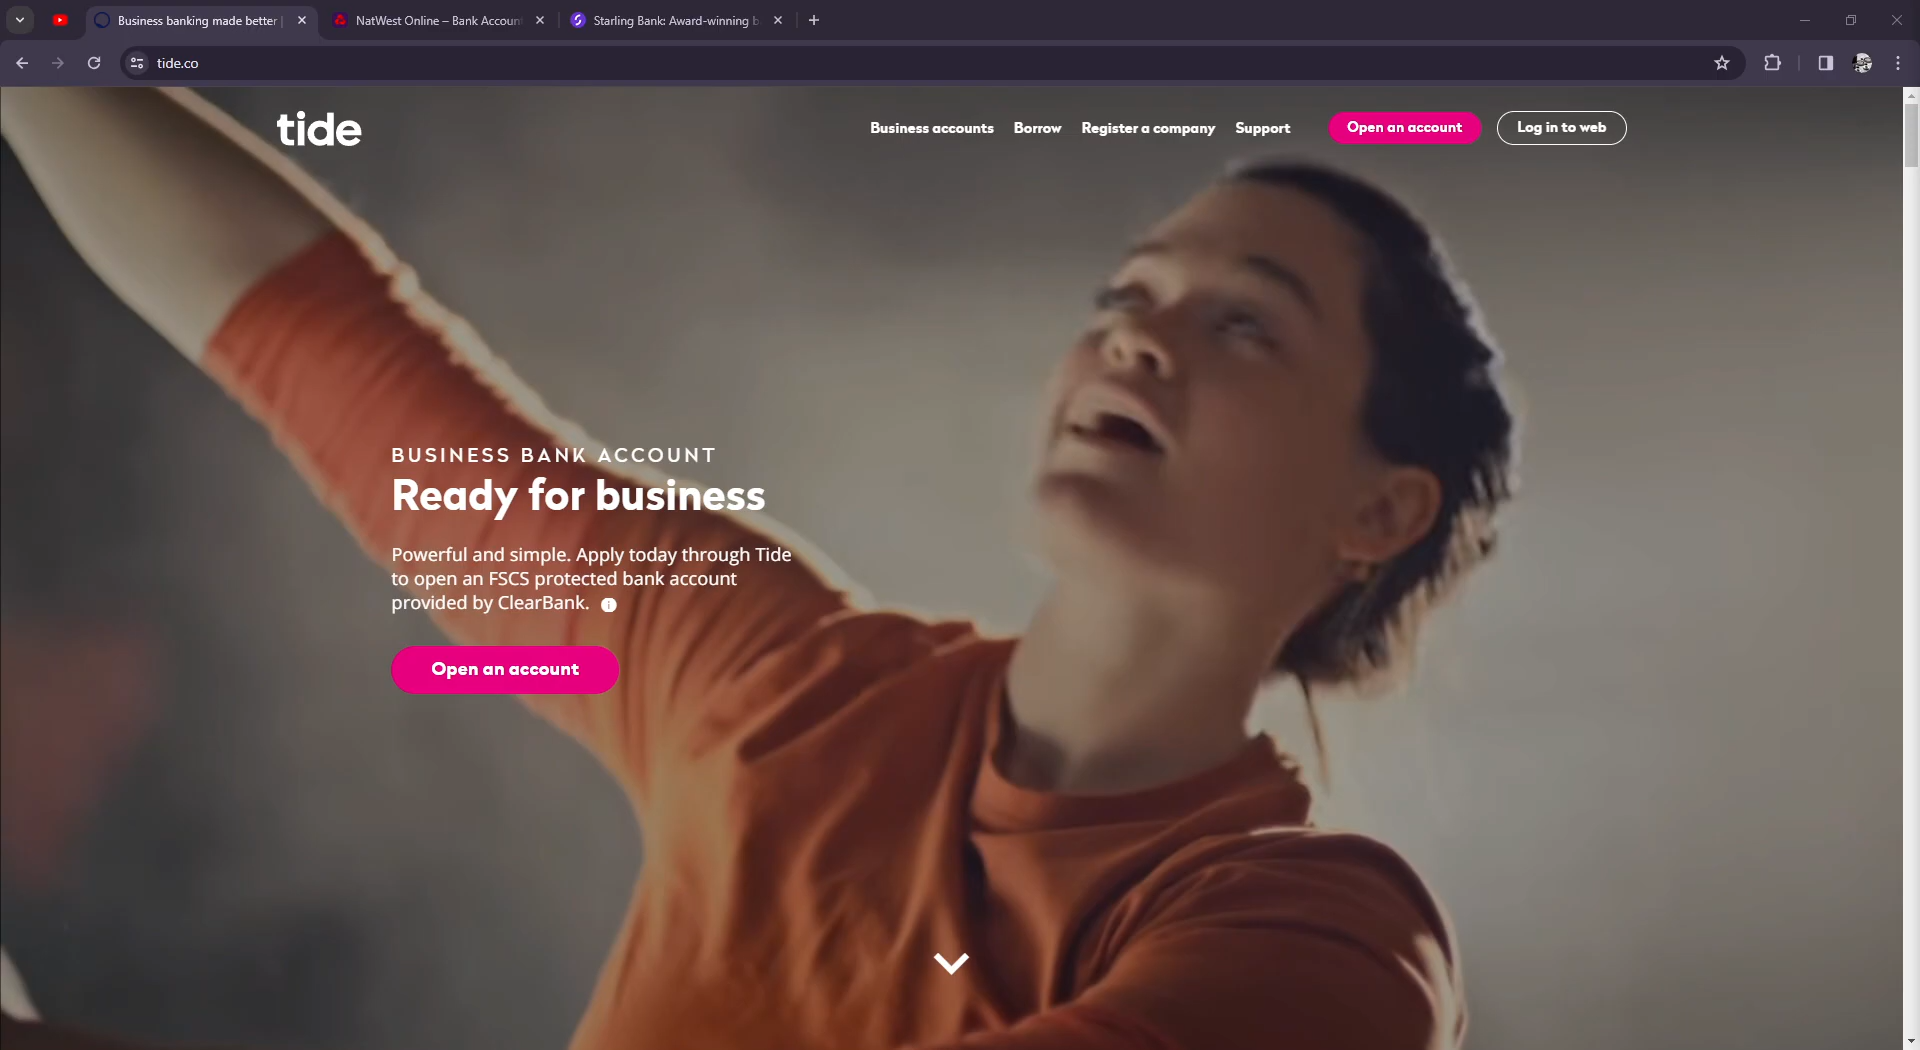 Business banking made better |
NatWest Online – Bank Accoun
Starling Bank: Award-winning b
tide.co
tide
Business accounts
Borrow
Register a company
Support
Open an account
Log in to web
BUSINESS BANK ACCOUNT
Ready for business
Powerful and simple. Apply today through Tide
to open an FSCS protected bank account
provided by ClearBank.
Open an account